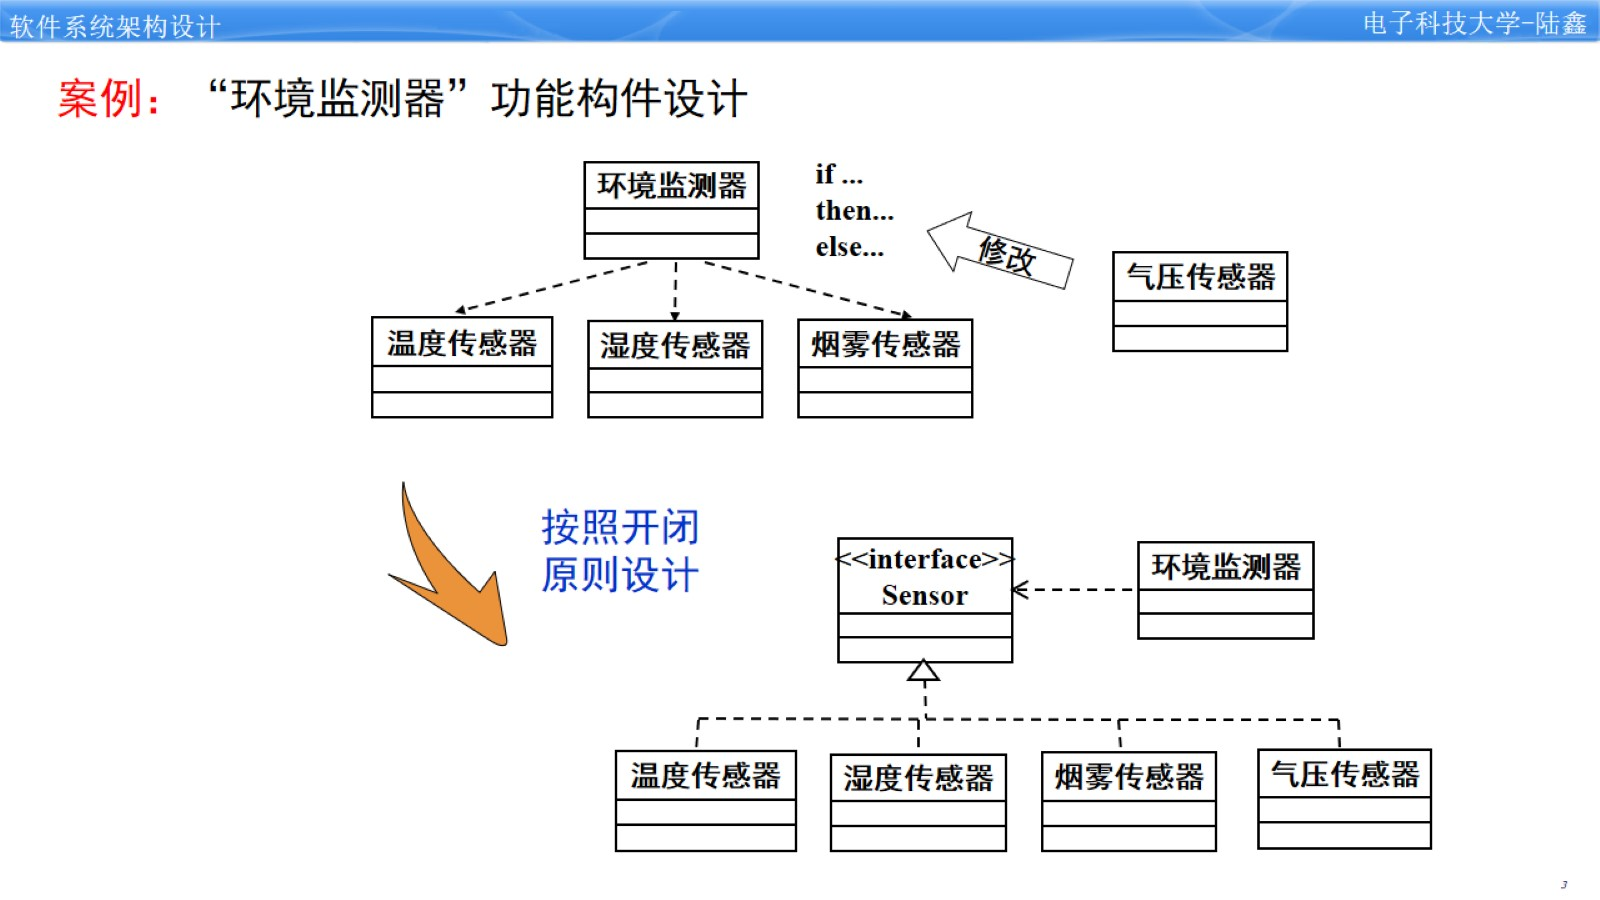 软件系统架构设计
电子科技大学-陆鑫
案例：“环境监测器”功能构件设计
环境监测器
if ...
then...
else...
修改
气压传感器
温度传感器
湿度传感器
烟雾传感器
按照开闭
原则设计
<<interface>>
Sensor
环境监测器
温度传感器
湿度传感器
烟雾传感器
气压传感器
3